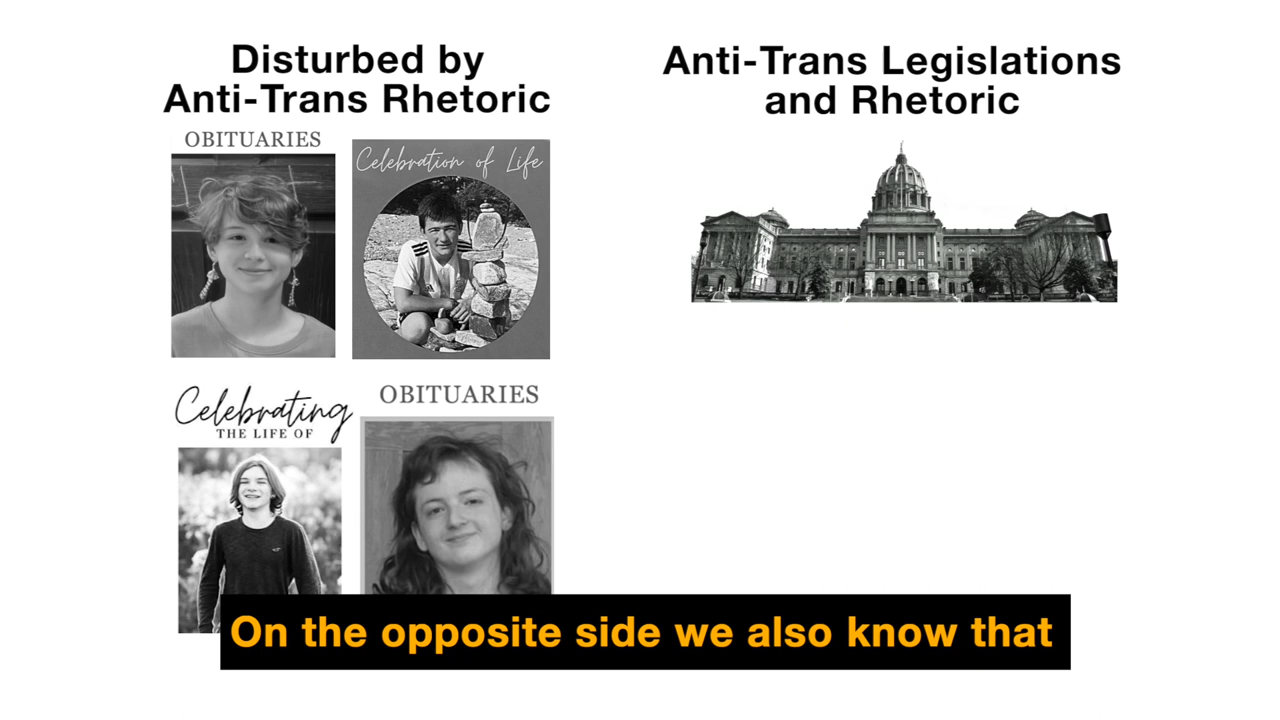 Disturbed by
Anti-Trans Rhetoric
OBITUARIES
Celebration of Life
Celebrating
THE LIFE OF
OBITUARIES
Anti-Trans Legislations
and Rhetoric
On the opposite side we also know that